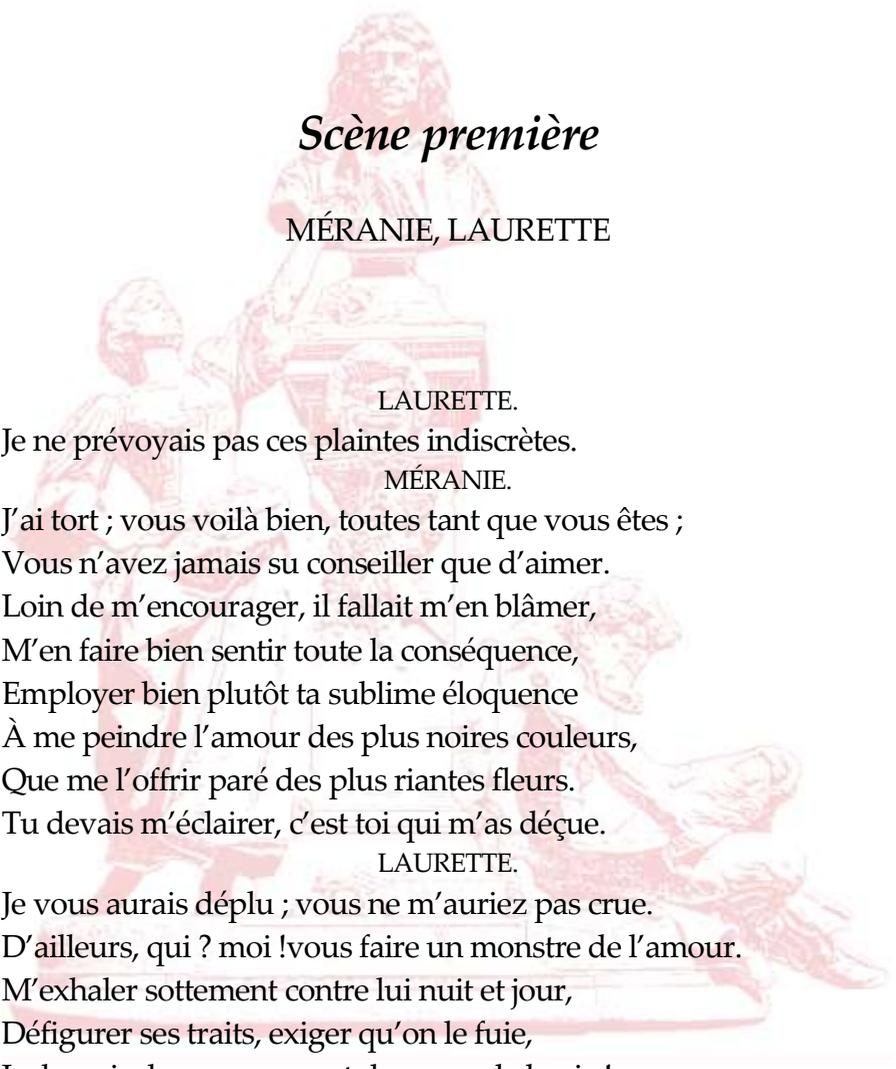 Scène première
MÉRANIE, LAURETTE
LAURETTE.
Je ne prévoyais pas ces plaintes indiscrètes.
MÉRANIE.
J’ai tort ; vous voilà bien, toutes tant que vous êtes ;
Vous n’avez jamais su conseiller que d’aimer.
Loin de m’encourager, il fallait m’en blâmer,
M’en faire bien sentir toute la conséquence,
Employer bien plutôt ta sublime éloquence
À me peindre l’amour des plus noires couleurs,
Que me l’offrir paré des plus riantes fleurs.
Tu devais m’éclairer, c’est toi qui m’as déçue.
LAURETTE.
Je vous aurais déplu ; vous ne m’auriez pas crue.
D’ailleurs, qui ? moi !vous faire un monstre de l’amour.
M’exhaler sottement contre lui nuit et jour,
Défigurer ses traits, exiger qu’on le fuie,